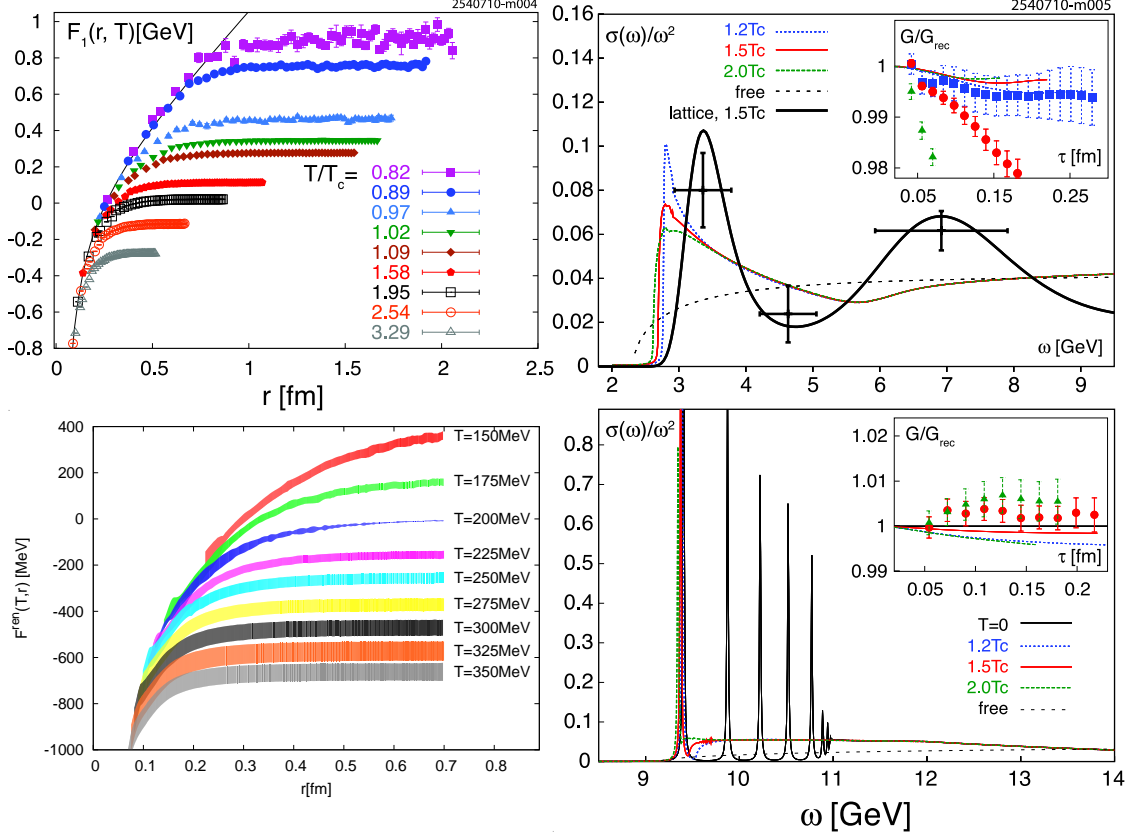 2540710-m004
F₁(r, T)[GeV]
1
0.8
0.6
0.4
0.2
0
-0.2
-0.4
-0.6
-0.8
T/Tc=
0.82
0.89
0.97
1.02
1.09
1.58
1.95
2.54
3.29
0 0.5 1 1.5 2 2.5
r [fm]
2540710-m005
σ(ω)/ω²
0.16
0.14
0.12
0.1
0.08
0.06
0.04
0.02
0
1.2Tc
1.5Tc
2.0Tc
free
lattice, 1.5Tc
G/Grec
1
0.99
0.98
τ [fm]
0.05 0.15 0.25
ω [GeV]
2 3 4 5 6 7 8 9
Fʳᵉⁿ(T,r) [MeV]
400
200
0
-200
-400
-600
-800
-1000
T=150MeV
T=175MeV
T=200MeV
T=225MeV
T=250MeV
T=275MeV
T=300MeV
T=325MeV
T=350MeV
0 0.1 0.2 0.3 0.4 0.5 0.6 0.7 0.8
r[fm]
σ(ω)/ω²
0.8
0.7
0.6
0.5
0.4
0.3
0.2
0.1
0
G/Grec
1.02
1.01
1
0.99
τ [fm]
0.05 0.1 0.15 0.2
T=0
1.2Tc
1.5Tc
2.0Tc
free
9 10 11 12 13 14
ω [GeV]